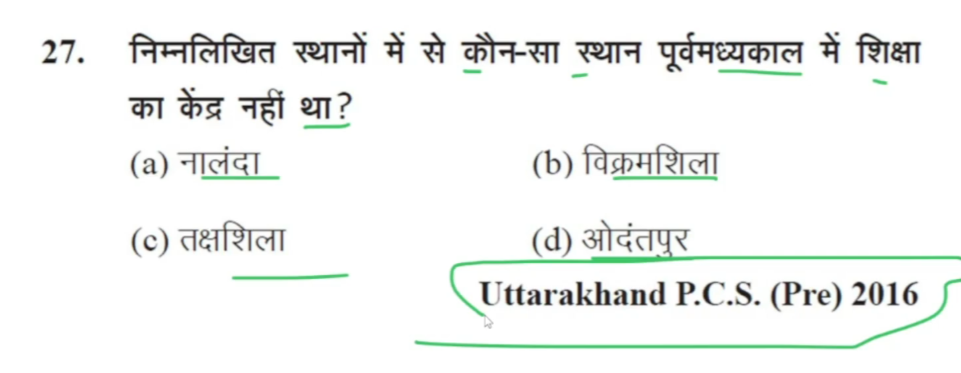 27. निम्नलिखित स्थानों में से कौन-सा स्थान पूर्वमध्यकाल में शिक्षा
का केंद्र नहीं था?
(a) नालंदा (b) विक्रमशिला
(c) तक्षशिला (d) ओदंतपुर
Uttarakhand P.C.S. (Pre) 2016